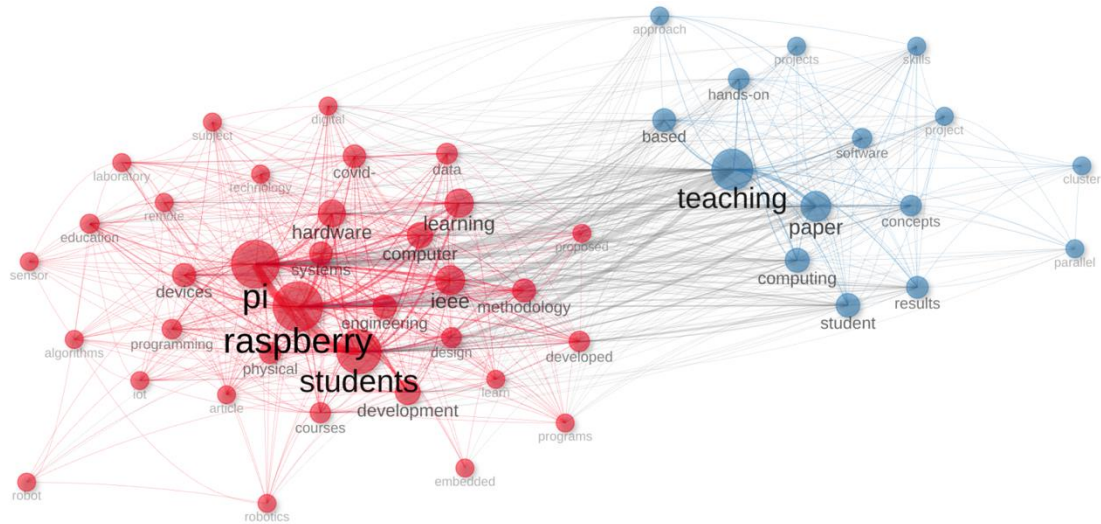 approach
projects
skills
hands-on
digital
project
subject
based
software
covid-
data
laboratory
technology
cluster
teaching
remote
learning
paper
concepts
hardware
education
proposed
computer
parallel
sensor
systems
computing
devices
pi
ieee
methodology
results
engineering
student
raspberry
programming
algorithms
design
developed
physical
students
iot
learn
article
development
courses
programs
embedded
robot
robotics